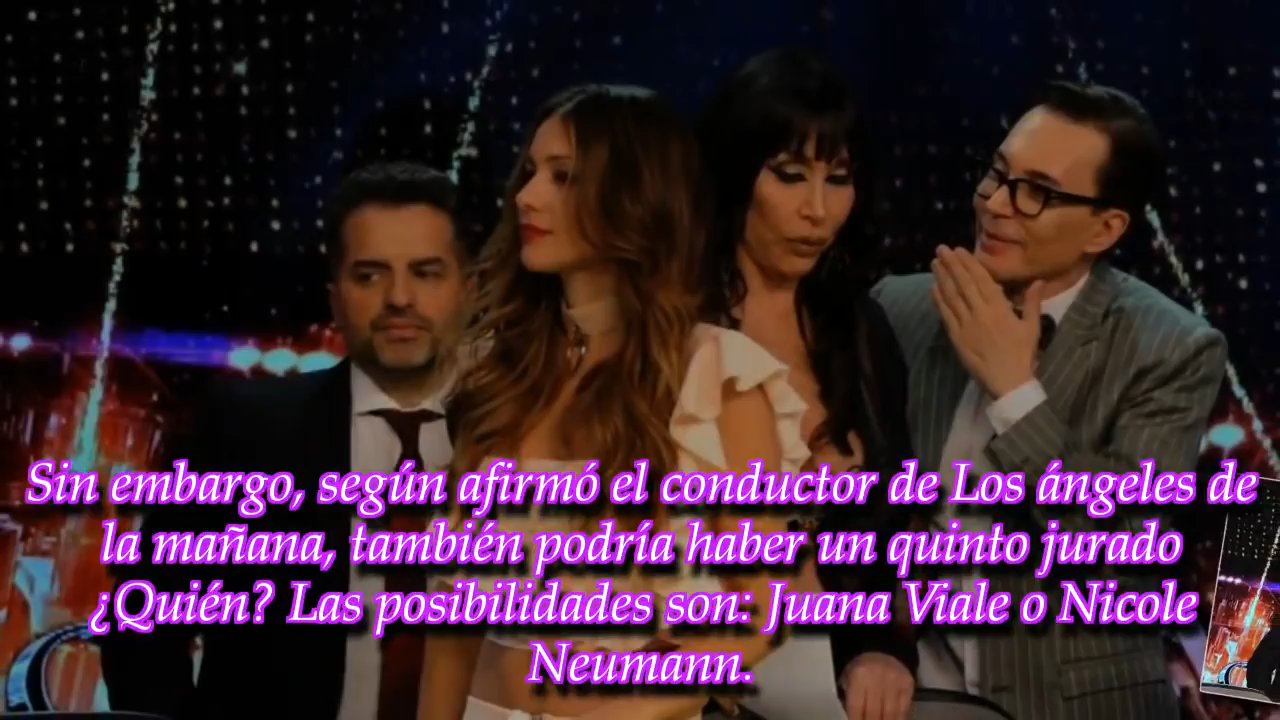 Sin embargo, según afirmó el conductor de Los ángeles de
la mañana, también podría haber un quinto jurado
¿Quién? Las posibilidades son: Juana Viale o Nicole
Neumann.